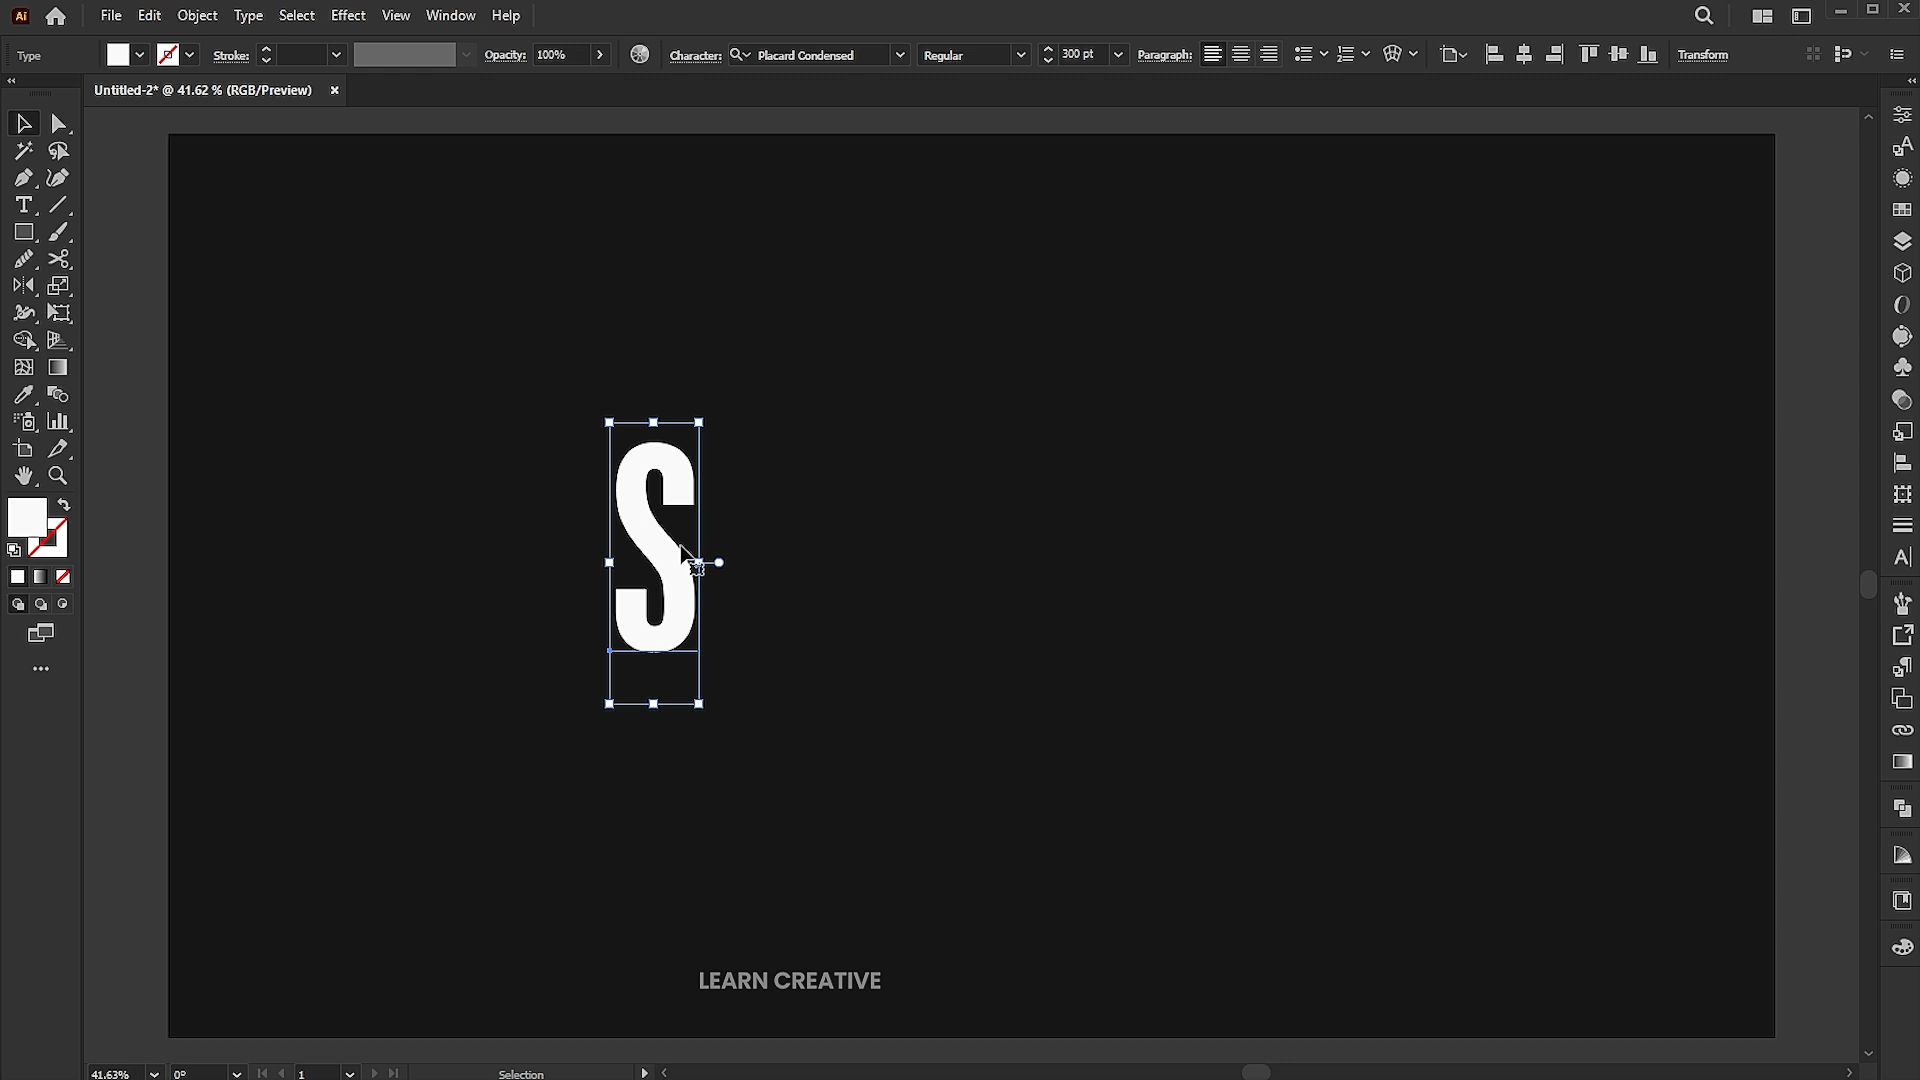 Ai File Edit Object Type Select Effect View Window Help
Type Stroke: Opacity: 100% Character: Placard Condensed Regular 300 pt Paragraph: Transform
Untitled-2* @ 41.62 % (RGB/Preview) ×
S
LEARN CREATIVE
41.63% 0° 1 Selection